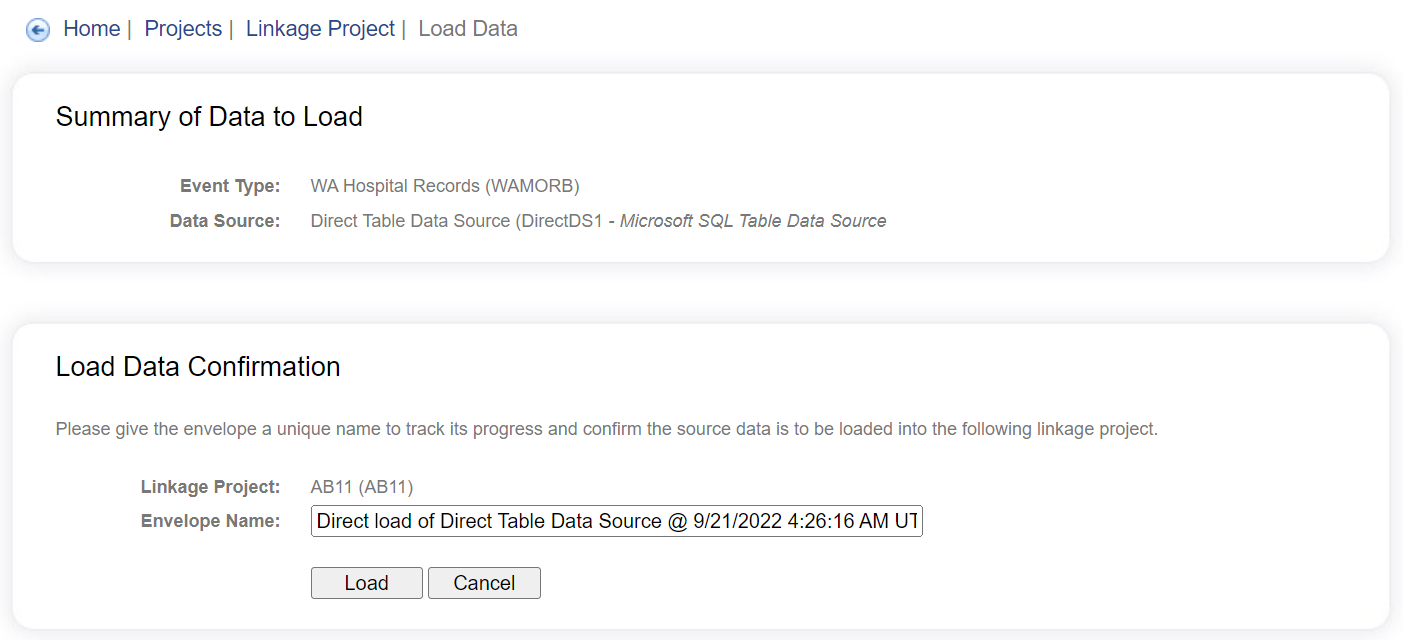 Home | Projects | Linkage Project | Load Data
Summary of Data to Load
Event Type: WA Hospital Records (WAMORB)
Data Source: Direct Table Data Source (DirectDS1 - Microsoft SQL Table Data Source
Load Data Confirmation
Please give the envelope a unique name to track its progress and confirm the source data is to be loaded into the following linkage project.
Linkage Project: AB11 (AB11)
Envelope Name: Direct load of Direct Table Data Source @ 9/21/2022 4:26:16 AM UT
Load Cancel